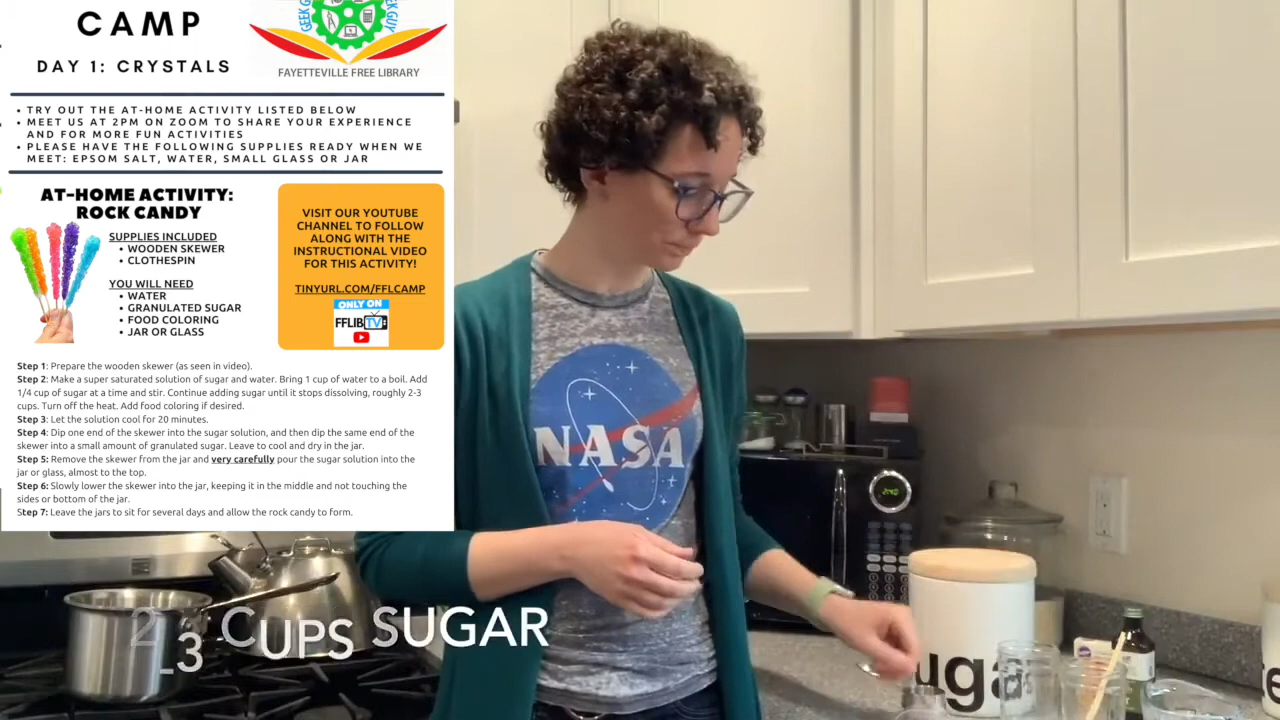 CAMP
DAY 1: CRYSTALS
GEEK GUY
FAYETTEVILLE FREE LIBRARY
• TRY OUT THE AT-HOME ACTIVITY LISTED BELOW
• MEET US AT 2PM ON ZOOM TO SHARE YOUR EXPERIENCE
AND FOR MORE FUN ACTIVITIES
• PLEASE HAVE THE FOLLOWING SUPPLIES READY WHEN WE
MEET: EPSOM SALT, WATER, SMALL GLASS OR JAR
AT-HOME ACTIVITY:
ROCK CANDY
SUPPLIES INCLUDED
• WOODEN SKEWER
• CLOTHESPIN
YOU WILL NEED
• WATER
• GRANULATED SUGAR
• FOOD COLORING
• JAR OR GLASS
VISIT OUR YOUTUBE
CHANNEL TO FOLLOW
ALONG WITH THE
INSTRUCTIONAL VIDEO
FOR THIS ACTIVITY!
TINYURL.COM/FFLCAMP
ONLY ON
FFLIBTV
Step 1: Prepare the wooden skewer (as seen in video).
Step 2: Make a super saturated solution of sugar and water. Bring 1 cup of water to a boil. Add
1/4 cup of sugar at a time and stir. Continue adding sugar until it stops dissolving, roughly 2-3
cups. Turn off the heat. Add food coloring if desired.
Step 3: Let the solution cool for 20 minutes.
Step 4: Dip one end of the skewer into the sugar solution, and then dip the same end of the
skewer into a small amount of granulated sugar. Leave to cool and dry in the jar.
Step 5: Remove the skewer from the jar and very carefully pour the sugar solution into the
jar or glass, almost to the top.
Step 6: Slowly lower the skewer into the jar, keeping it in the middle and not touching the
sides or bottom of the jar.
Step 7: Leave the jars to sit for several days and allow the rock candy to form.
NASA
2-3 CUPS SUGAR
ugar